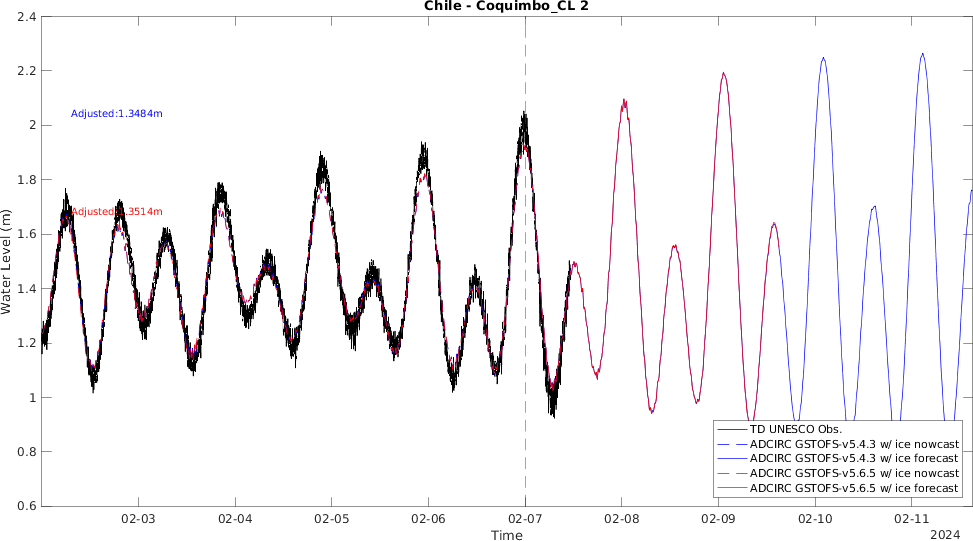 Chile - Coquimbo_CL 2
Water Level (m)
2.4
2.2
2
1.8
1.6
1.4
1.2
1
0.8
0.6
Adjusted:1.3484m
Adjusted:1.3514m
TD UNESCO Obs.
ADCIRC GSTOFS-v5.4.3 w/ ice nowcast
ADCIRC GSTOFS-v5.4.3 w/ ice forecast
ADCIRC GSTOFS-v5.6.5 w/ ice nowcast
ADCIRC GSTOFS-v5.6.5 w/ ice forecast
02-03 02-04 02-05 02-06 02-07 02-08 02-09 02-10 02-11
Time
2024